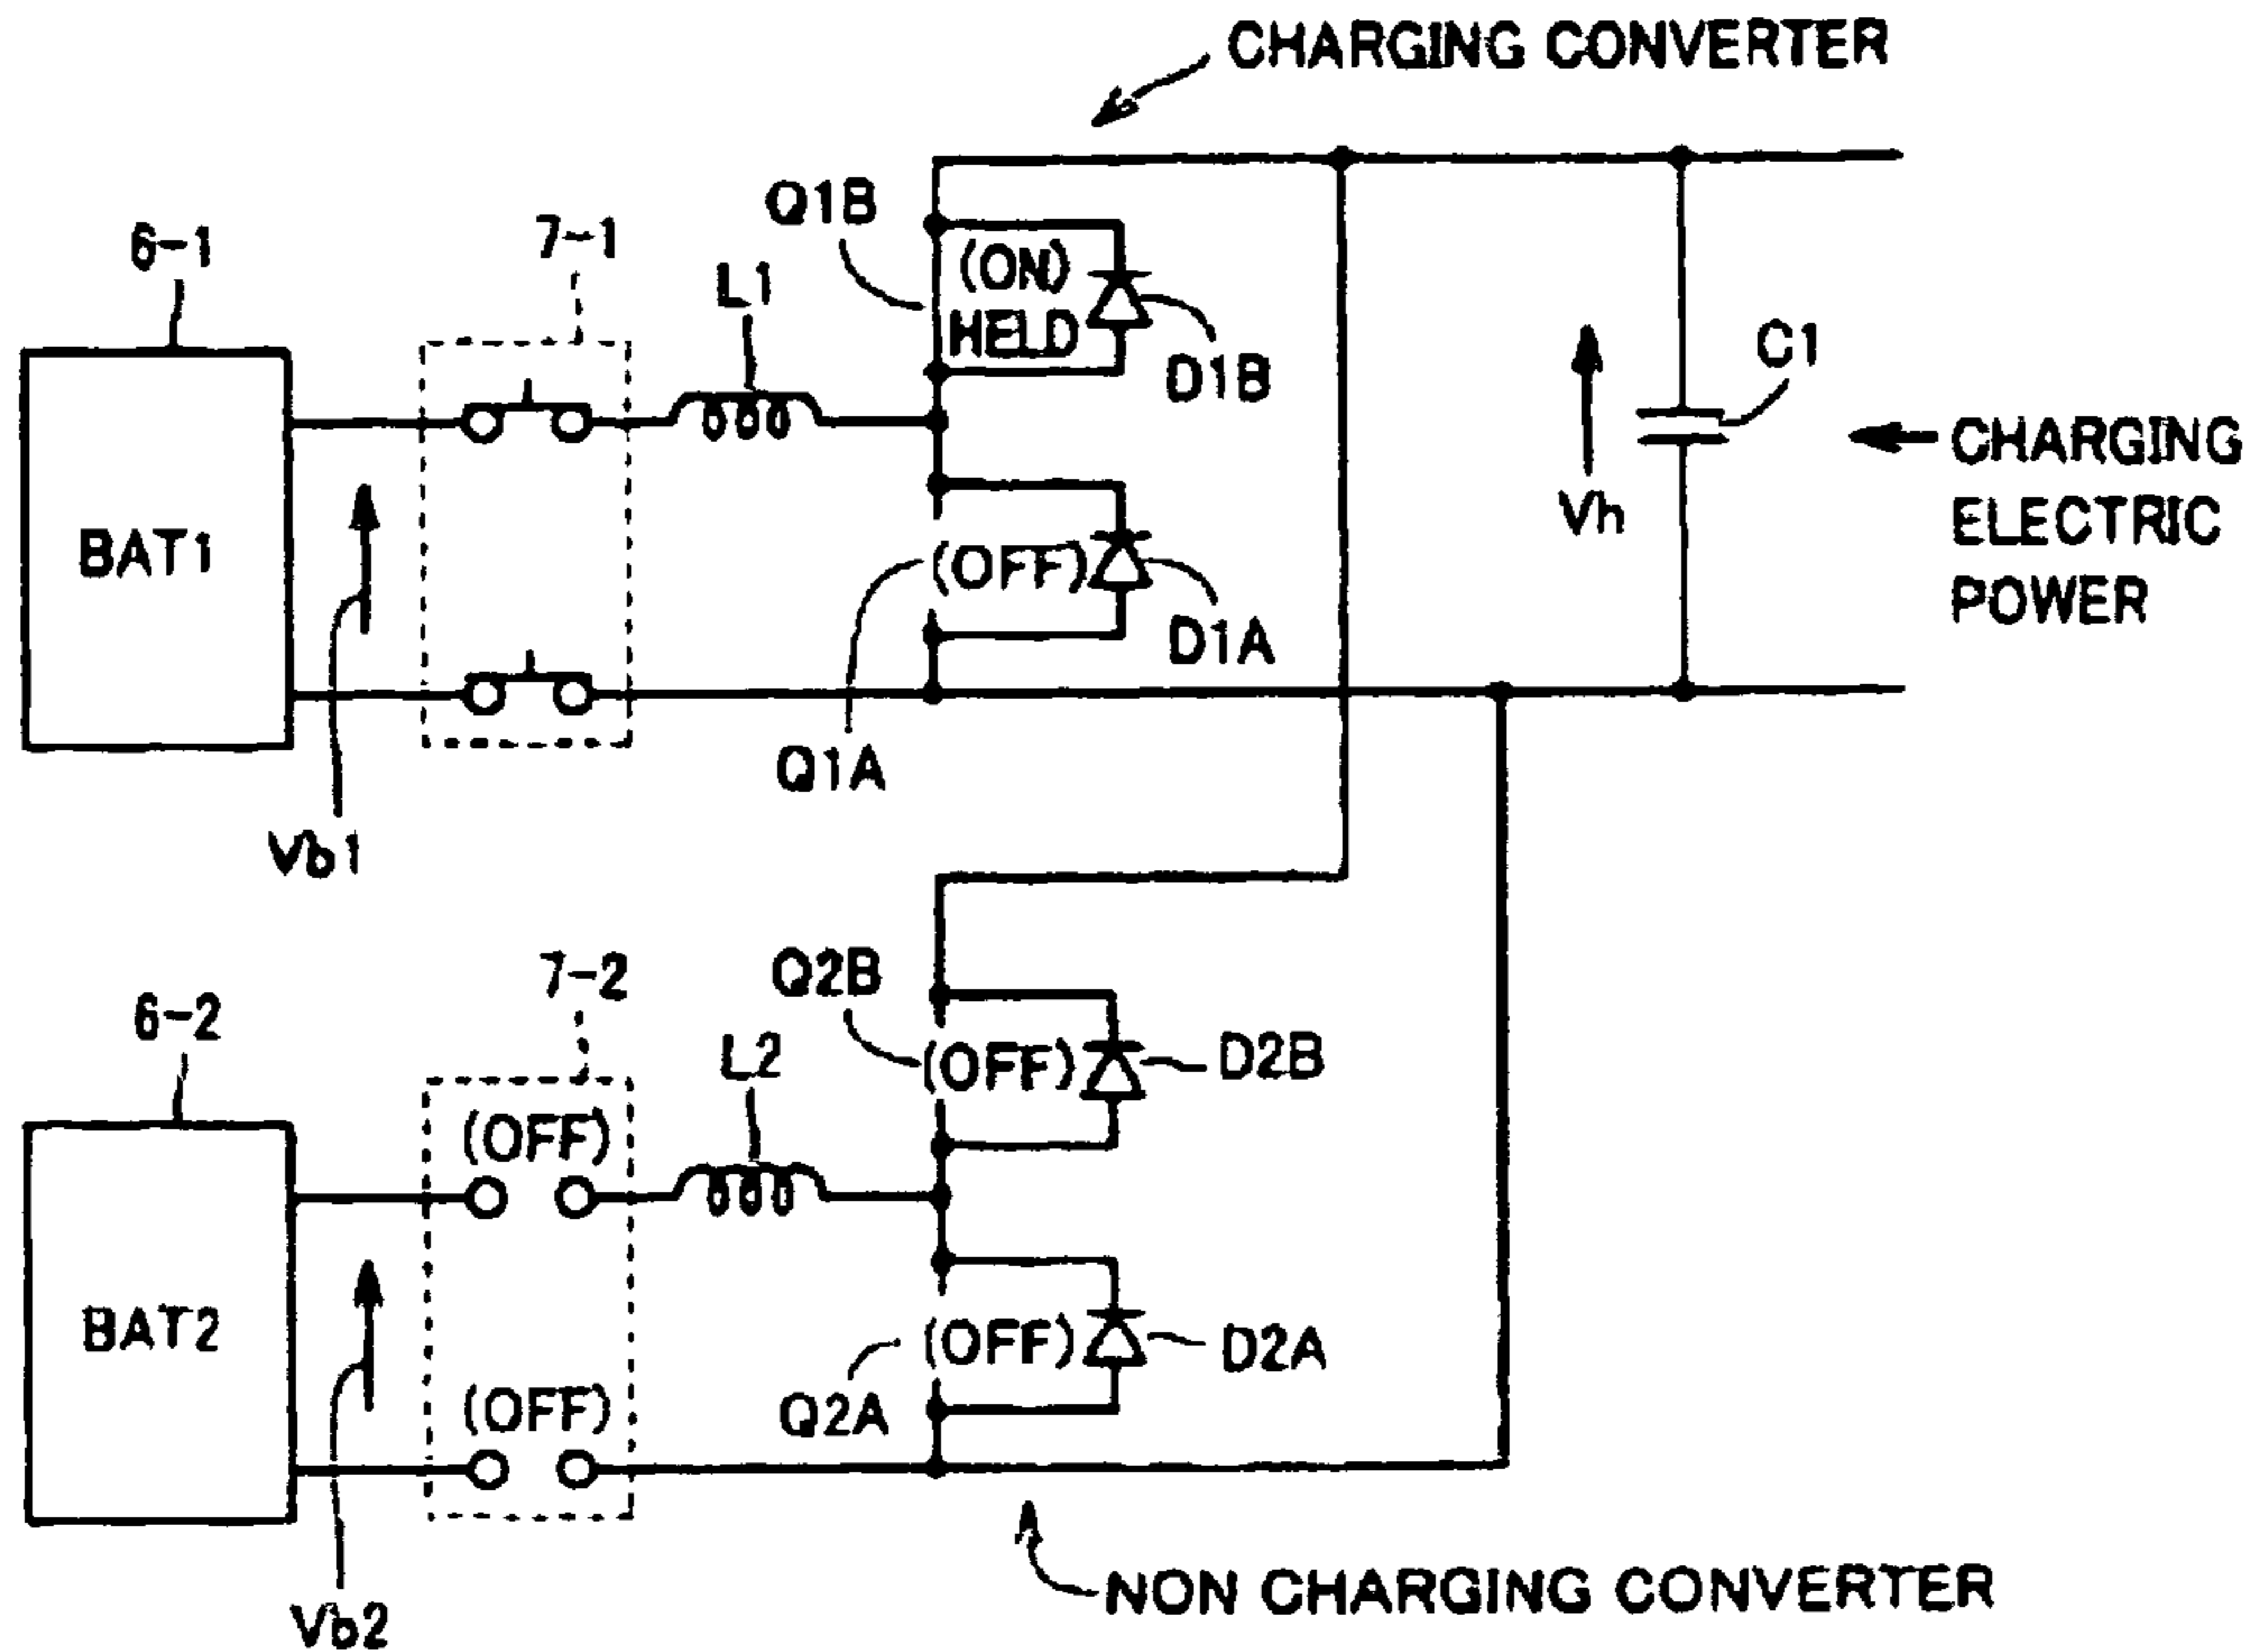 CHARGING CONVERTER
Q1B
6-1
7-1
L1
(ON)
HELD
D1B
C1
BAT1
Vh
CHARGING
ELECTRIC
POWER
(OFF)
D1A
Q1A
Vb1
6-2
7-2
Q2B
L2
(OFF)
D2B
(OFF)
BAT2
(OFF)
D2A
Q2A
(OFF)
NON CHARGING CONVERTER
Vb2